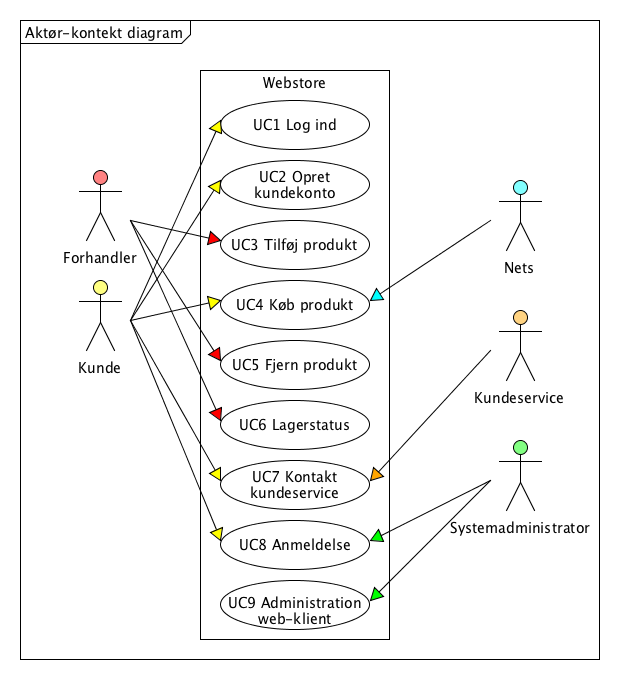 Aktør-kontekt diagram
Webstore
UC1 Log ind
UC2 Opret
kundekonto
UC3 Tilføj produkt
UC4 Køb produkt
UC5 Fjern produkt
UC6 Lagerstatus
UC7 Kontakt
kundeservice
UC8 Anmeldelse
UC9 Administration
web-klient
Forhandler
Kunde
Nets
Kundeservice
Systemadministrator